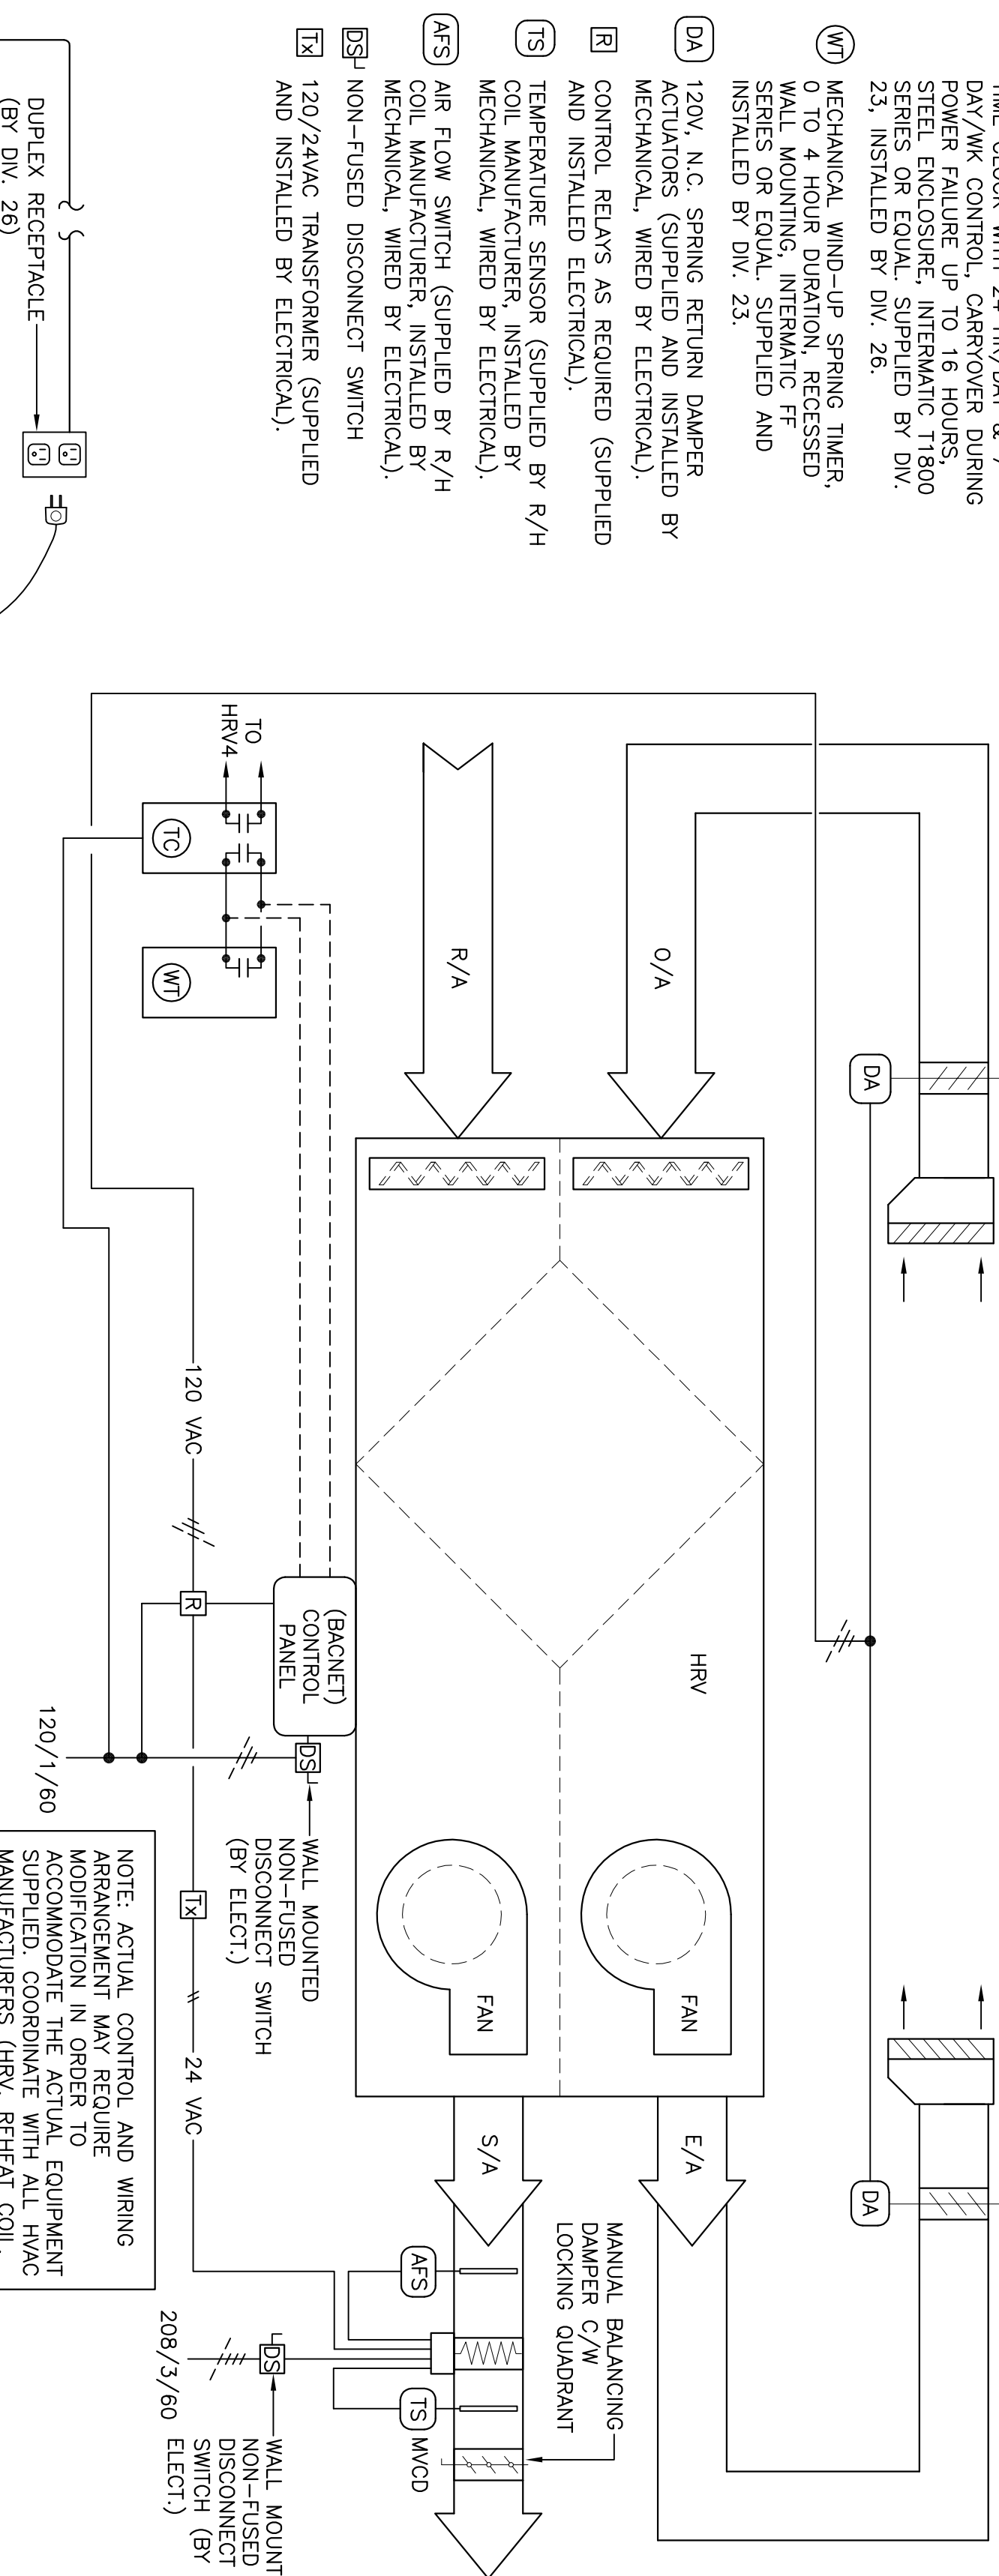 TIME CLOCK WITH 24 HR/DAY & 7
DAY/WK CONTROL, CARRYOVER DURING
POWER FAILURE UP TO 16 HOURS,
STEEL ENCLOSURE, INTERMATIC T1800
SERIES OR EQUAL. SUPPLIED BY DIV.
23, INSTALLED BY DIV. 26.
WT
MECHANICAL WIND-UP SPRING TIMER,
0 TO 4 HOUR DURATION, RECESSED
WALL MOUNTING, INTERMATIC FF
SERIES OR EQUAL. SUPPLIED AND
INSTALLED BY DIV. 23.
DA
120V, N.C. SPRING RETURN DAMPER
ACTUATORS (SUPPLIED AND INSTALLED BY
MECHANICAL, WIRED BY ELECTRICAL).
R
CONTROL RELAYS AS REQUIRED (SUPPLIED
AND INSTALLED ELECTRICAL).
TS
TEMPERATURE SENSOR (SUPPLIED BY R/H
COIL MANUFACTURER, INSTALLED BY
MECHANICAL, WIRED BY ELECTRICAL).
AFS
AIR FLOW SWITCH (SUPPLIED BY R/H
COIL MANUFACTURER, INSTALLED BY
MECHANICAL, WIRED BY ELECTRICAL).
DS
NON-FUSED DISCONNECT SWITCH
Tx
120/24VAC TRANSFORMER (SUPPLIED
AND INSTALLED BY ELECTRICAL).
DUPLEX RECEPTACLE
(BY DIV. 26)
DA
DA
O/A
R/A
HRV
FAN
FAN
E/A
S/A
MANUAL BALANCING
DAMPER C/W
LOCKING QUADRANT
AFS
TS
MVCD
TO
HRV4
TC
WT
(BACNET)
CONTROL
PANEL
DS
WALL MOUNTED
NON-FUSED
DISCONNECT SWITCH
(BY ELECT.)
120 VAC
R
Tx
24 VAC
120/1/60
DS
208/3/60
WALL MOUNT
NON-FUSED
DISCONNECT
SWITCH (BY
ELECT.)
NOTE: ACTUAL CONTROL AND WIRING
ARRANGEMENT MAY REQUIRE
MODIFICATION IN ORDER TO
ACCOMMODATE THE ACTUAL EQUIPMENT
SUPPLIED. COORDINATE WITH ALL HVAC
MANUFACTURERS (HRV, REHEAT COIL,